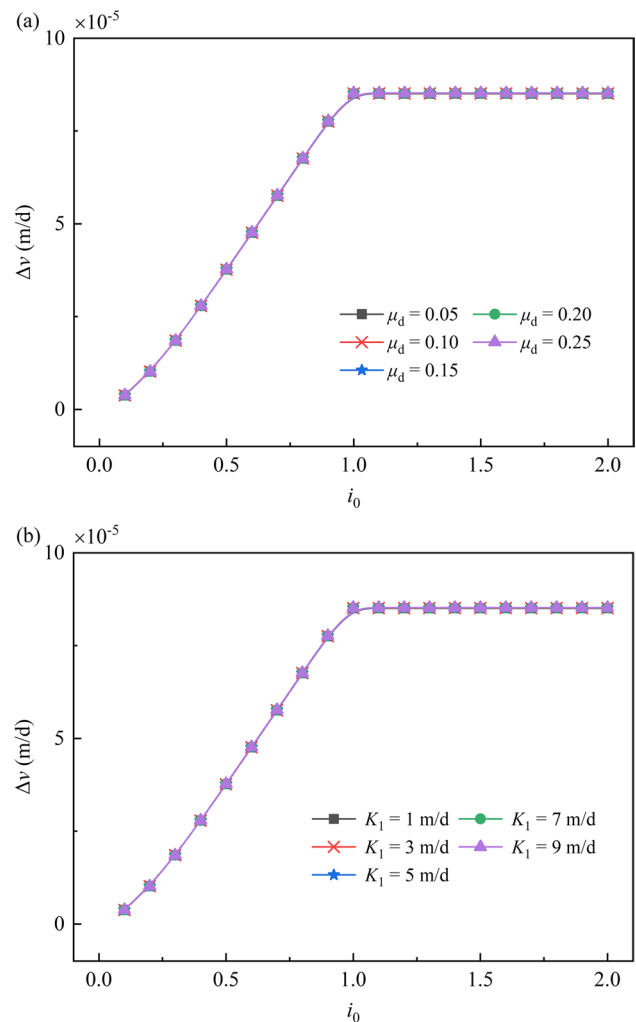 (a)
×10⁻⁵
10
5
0
Δv (m/d)
μd = 0.05
μd = 0.20
μd = 0.10
μd = 0.25
μd = 0.15
0.0 0.5 1.0 1.5 2.0
i₀
(b)
×10⁻⁵
10
5
0
Δv (m/d)
K₁ = 1 m/d
K₁ = 7 m/d
K₁ = 3 m/d
K₁ = 9 m/d
K₁ = 5 m/d
0.0 0.5 1.0 1.5 2.0
i₀